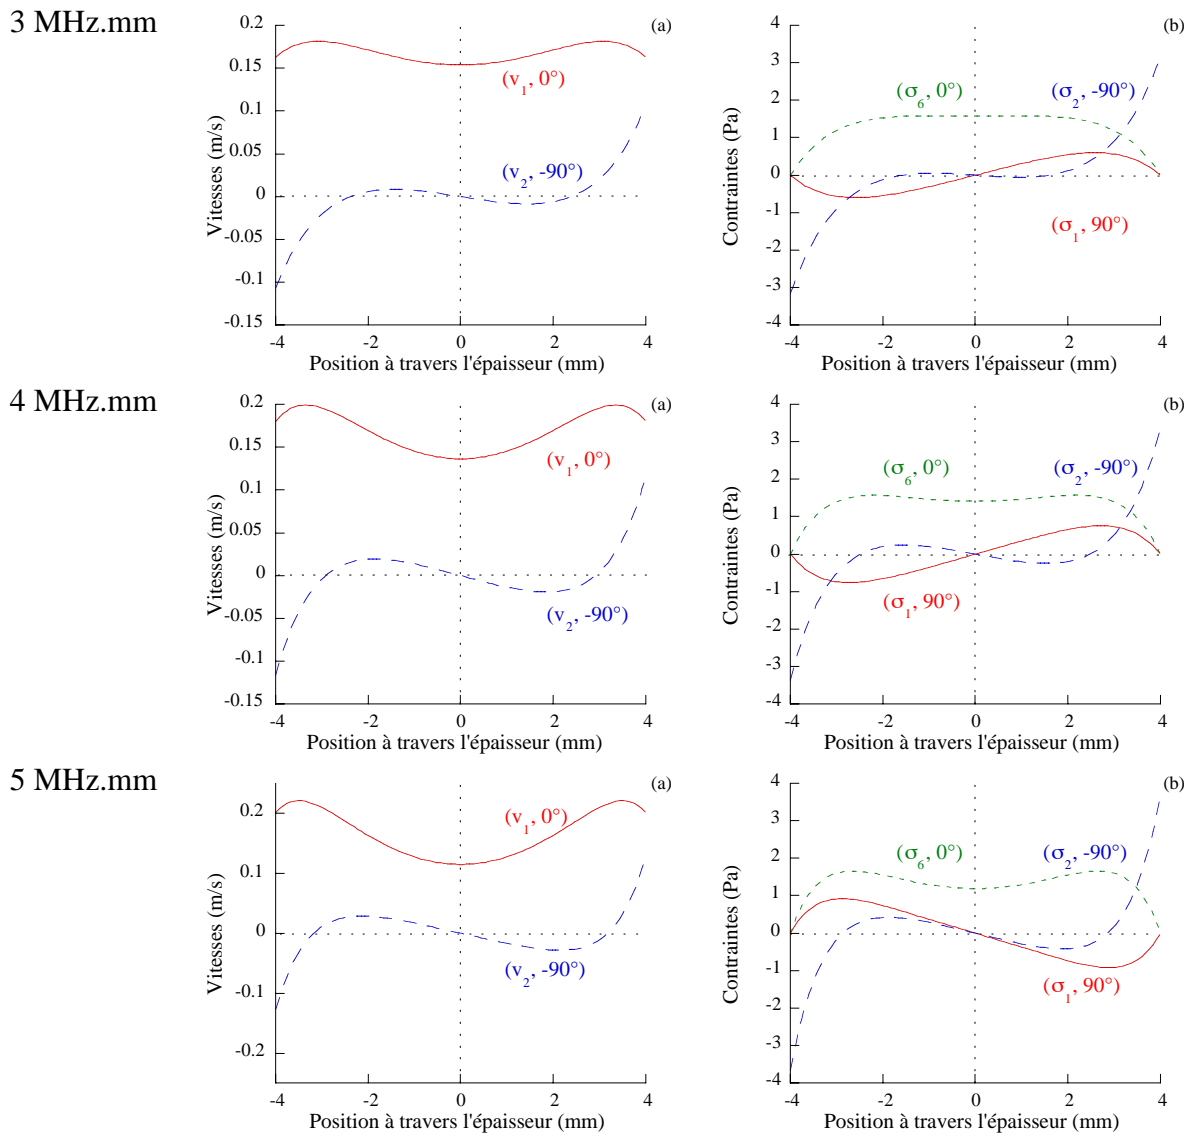 3 MHz.mm
(a)
0.2
0.15
0.1
0.05
0
-0.05
-0.1
-0.15
Vitesses (m/s)
(v1, 0°)
(v2, -90°)
-4 -2 0 2 4
Position à travers l'épaisseur (mm)
(b)
4
3
2
1
0
-1
-2
-3
-4
Contraintes (Pa)
(σ6, 0°)
(σ2, -90°)
(σ1, 90°)
-4 -2 0 2 4
Position à travers l'épaisseur (mm)
4 MHz.mm
(a)
0.2
0.15
0.1
0.05
0
-0.05
-0.1
-0.15
Vitesses (m/s)
(v1, 0°)
(v2, -90°)
-4 -2 0 2 4
Position à travers l'épaisseur (mm)
(b)
4
3
2
1
0
-1
-2
-3
-4
Contraintes (Pa)
(σ6, 0°)
(σ2, -90°)
(σ1, 90°)
-4 -2 0 2 4
Position à travers l'épaisseur (mm)
5 MHz.mm
(a)
0.2
0.1
0
-0.1
-0.2
Vitesses (m/s)
(v1, 0°)
(v2, -90°)
-4 -2 0 2 4
Position à travers l'épaisseur (mm)
(b)
4
3
2
1
0
-1
-2
-3
-4
Contraintes (Pa)
(σ6, 0°)
(σ2, -90°)
(σ1, 90°)
-4 -2 0 2 4
Position à travers l'épaisseur (mm)